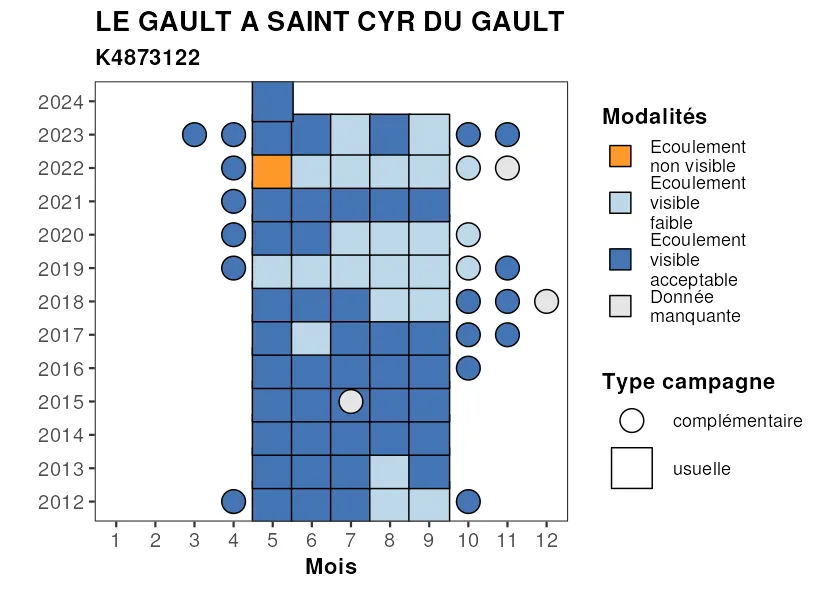 LE GAULT A SAINT CYR DU GAULT
K4873122
2024
2023
2022
2021
2020
2019
2018
2017
2016
2015
2014
2013
2012
1 2 3 4 5 6 7 8 9 10 11 12
Mois
Modalités
Ecoulement
non visible
Ecoulement
visible
faible
Ecoulement
visible
acceptable
Donnée
manquante
Type campagne
complémentaire
usuelle